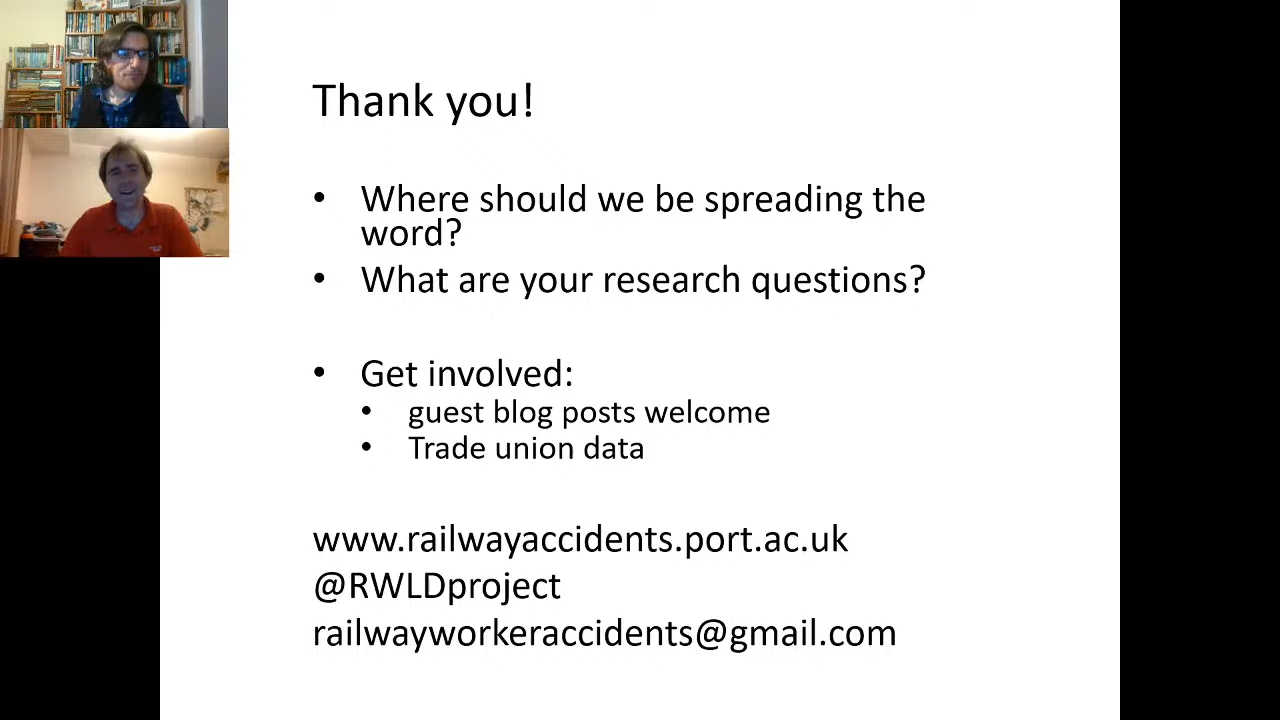 Thank you!
• Where should we be spreading the
word?
• What are your research questions?
• Get involved:
• guest blog posts welcome
• Trade union data
www.railwayaccidents.port.ac.uk
@RWLDproject
railwayworkeraccidents@gmail.com